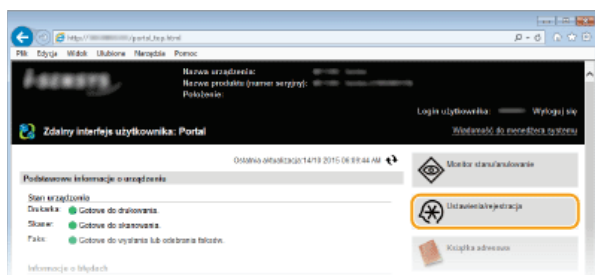 http:// /portal_top.html
Plik Edycja Widok Ulubione Narzędzia Pomoc
Nazwa urządzenia:
Nazwa produktu (numer seryjny):
Położenie:
Login użytkownika: Wyloguj się
Zdalny interfejs użytkownika: Portal
Wiadomość do menedżera systemu
Ostatnia aktualizacja:14/10 2015 06:09:44 AM
Podstawowe informacje o urządzeniu
Stan urządzenia
Drukarka: Gotowe do drukowania.
Skaner: Gotowe do skanowania.
Faks: Gotowe do wysłania lub odebrania faksów.
Informacje o błędach
Monitor stanu/anulowanie
Ustawienia/rejestracja
Książka adresowa